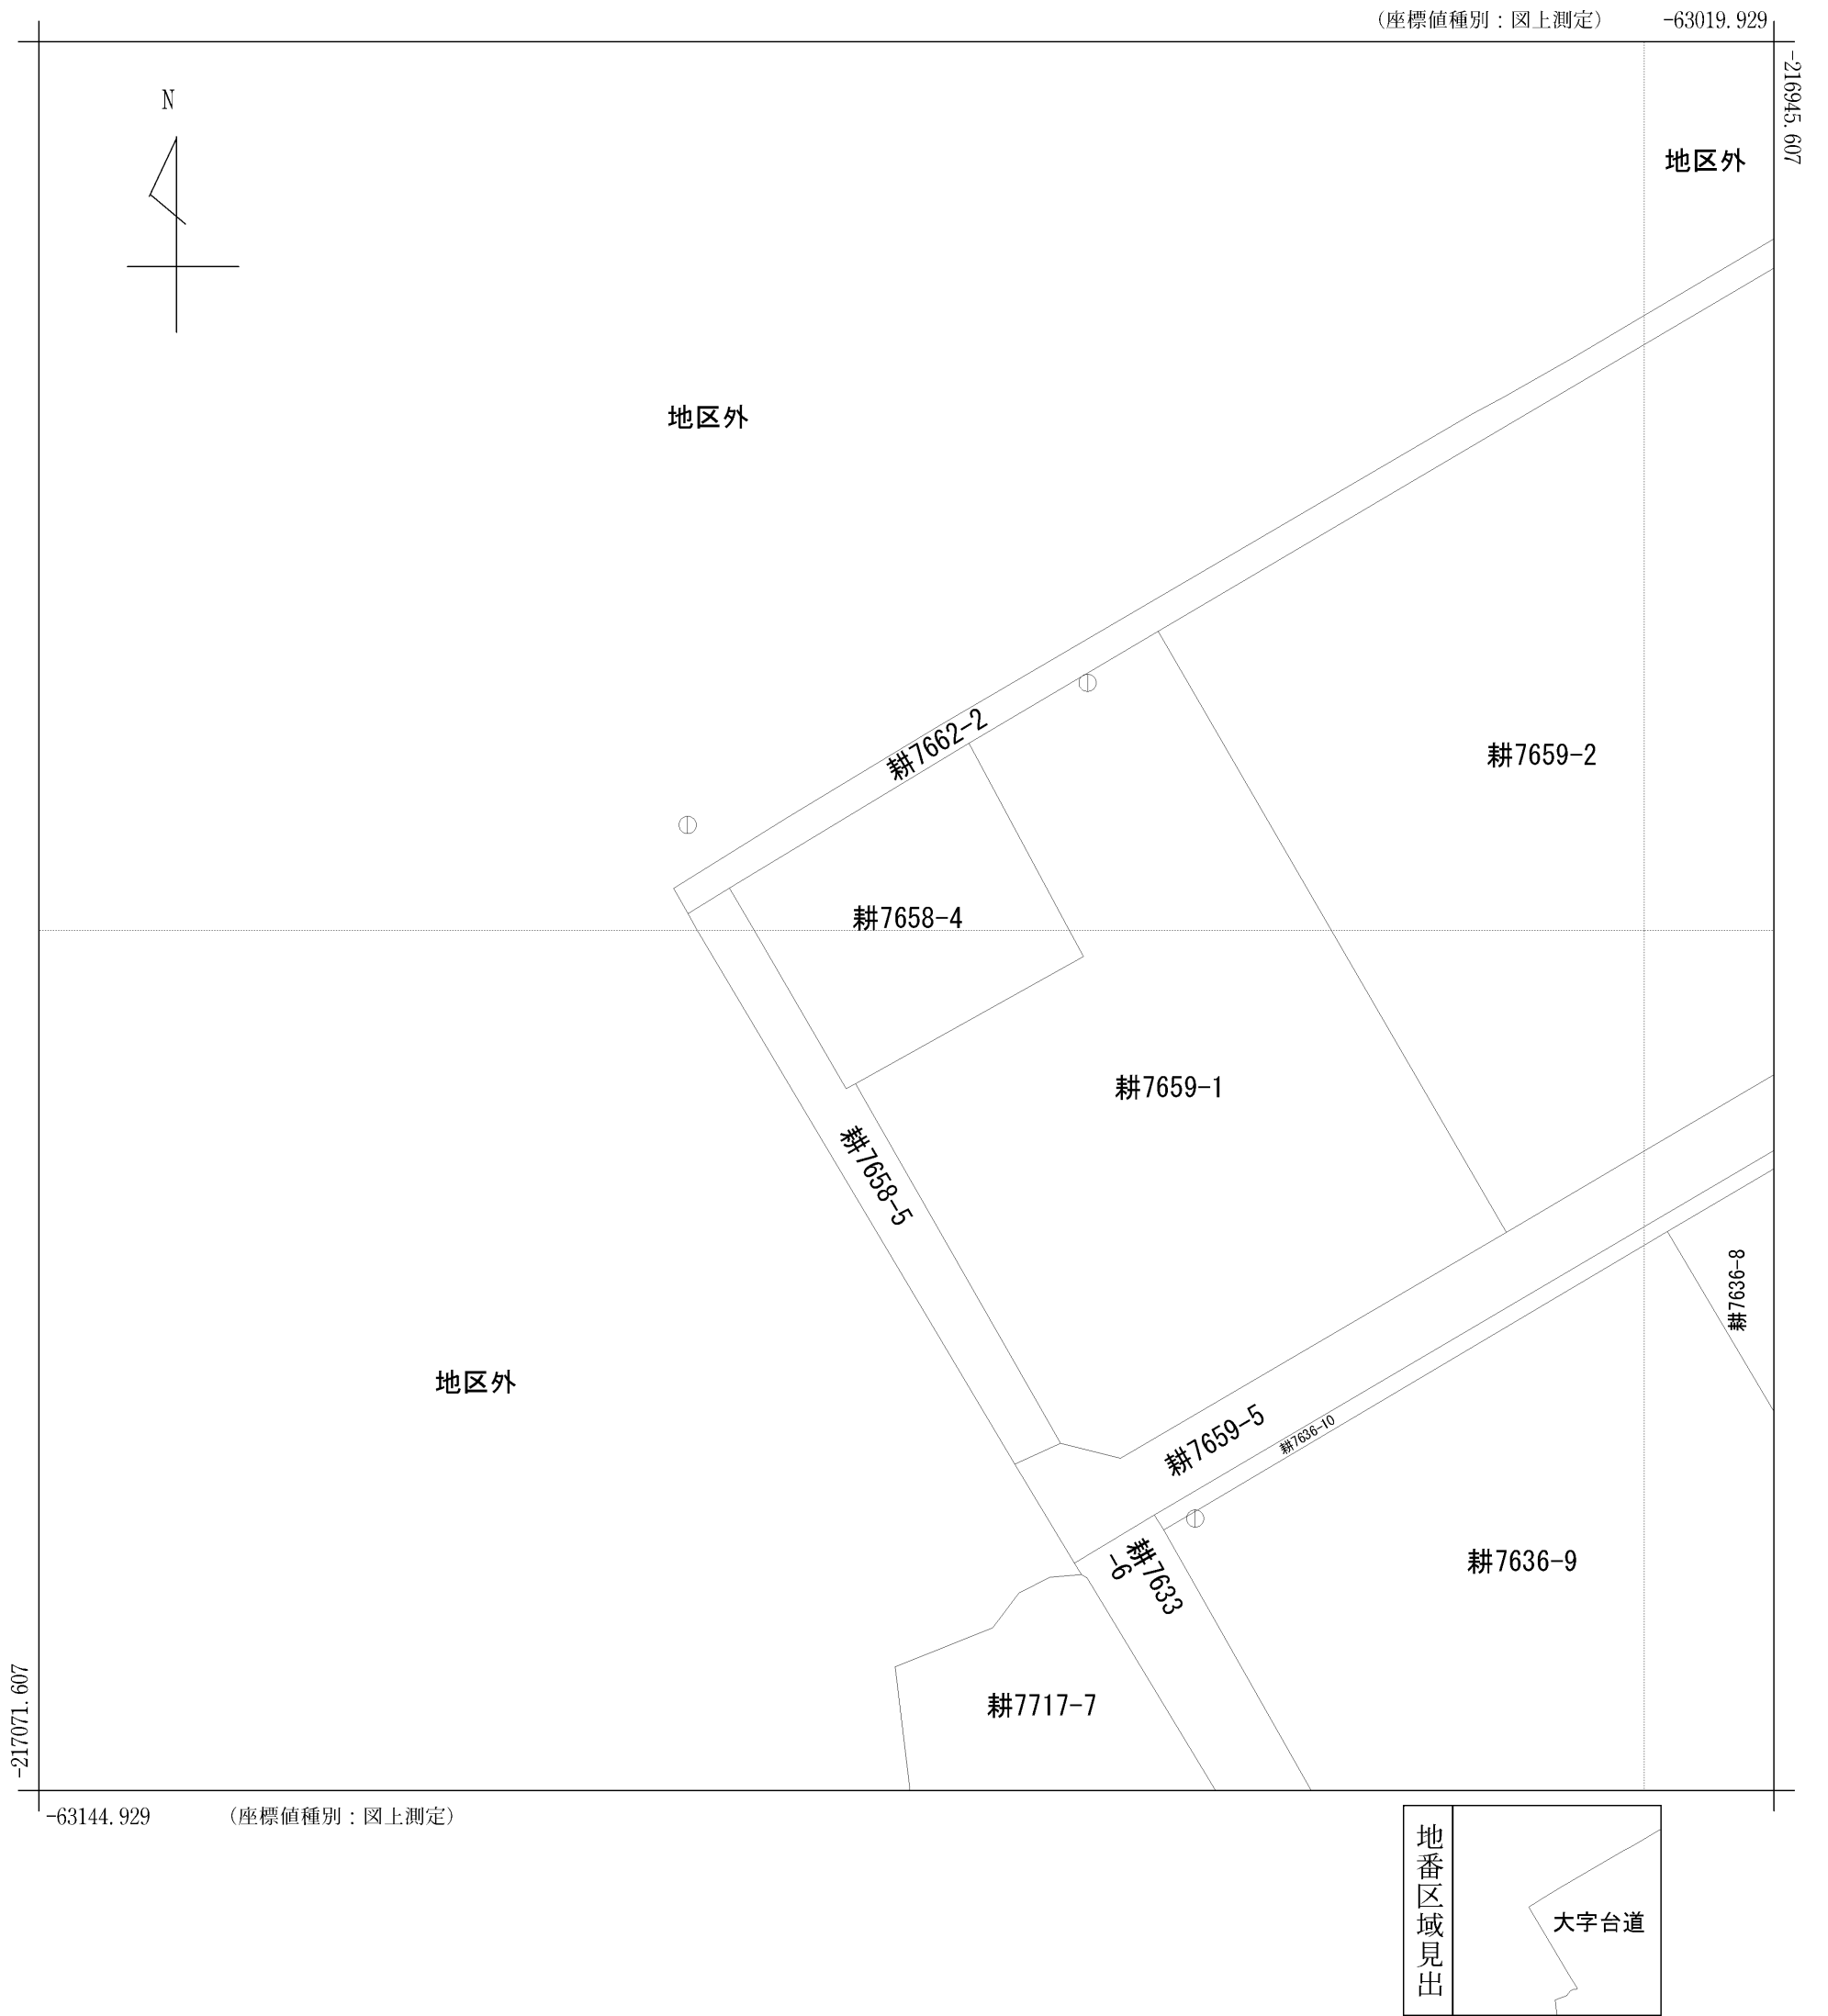 （座標値種別：図上測定） -63019.929
-216945.607
N
地区外
地区外
耕7662-2
耕7659-2
耕7658-4
耕7659-1
耕7658-5
耕7636-8
地区外
耕7659-5
耕7636-10
耕7633
-6
耕7636-9
耕7717-7
-217071.607
-63144.929 （座標値種別：図上測定）
地番区域見出
大字台道